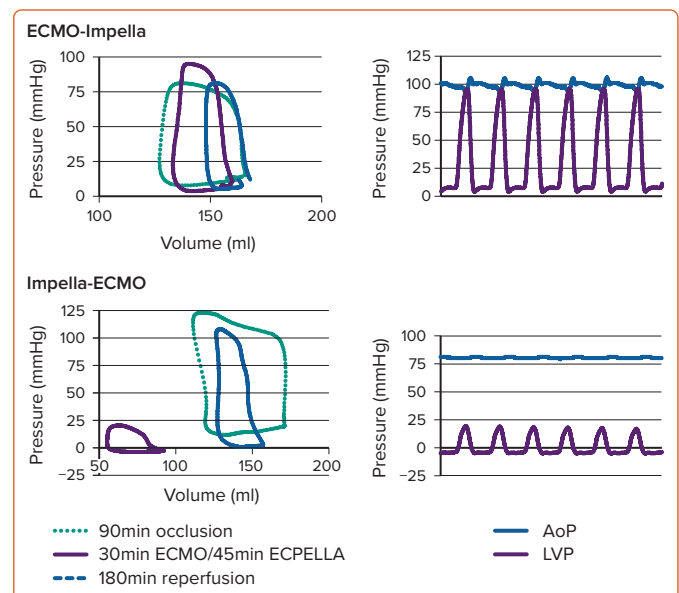 ECMO-Impella
Pressure (mmHg)
100
75
50
25
0
100
150
200
Volume (ml)
Pressure (mmHg)
125
100
75
50
25
0
Impella-ECMO
Pressure (mmHg)
125
100
75
50
25
0
−25
50
100
150
200
Volume (ml)
Pressure (mmHg)
100
75
50
25
0
−25
90min occlusion
30min ECMO/45min ECPELLA
180min reperfusion
AoP
LVP